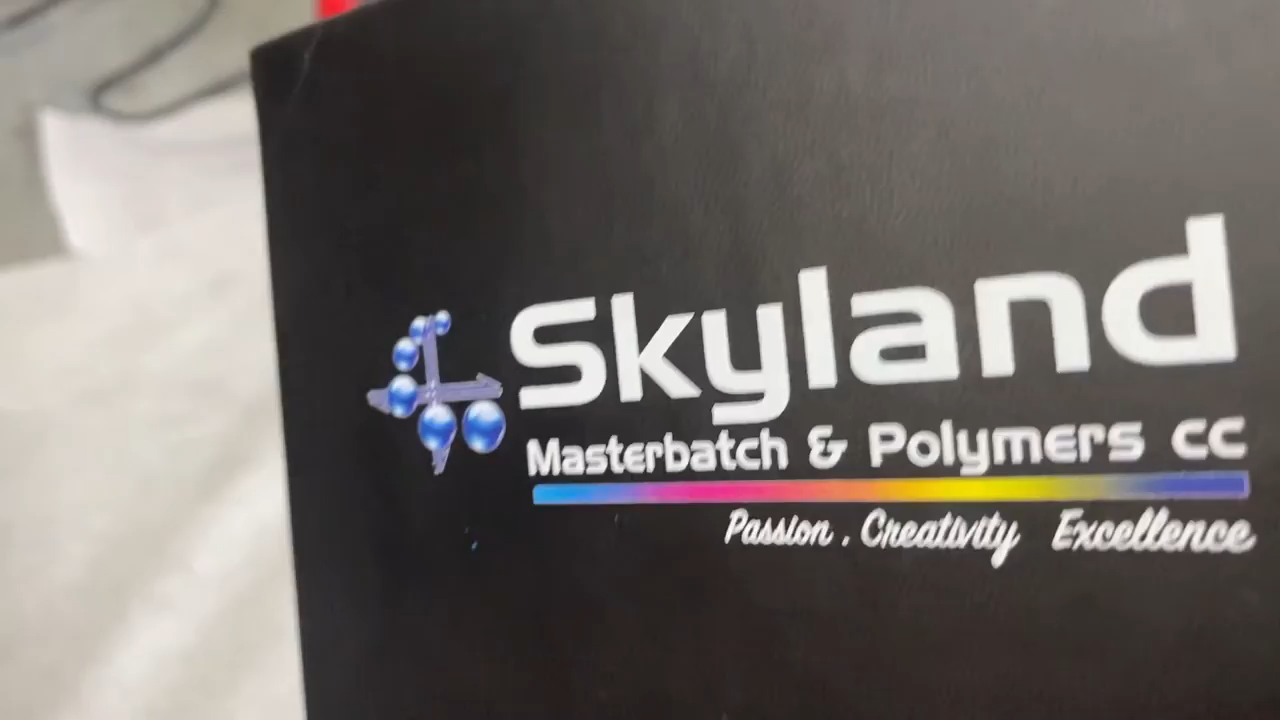 Skyland
Masterbatch & Polymers CC
Passion . Creativity Excellence